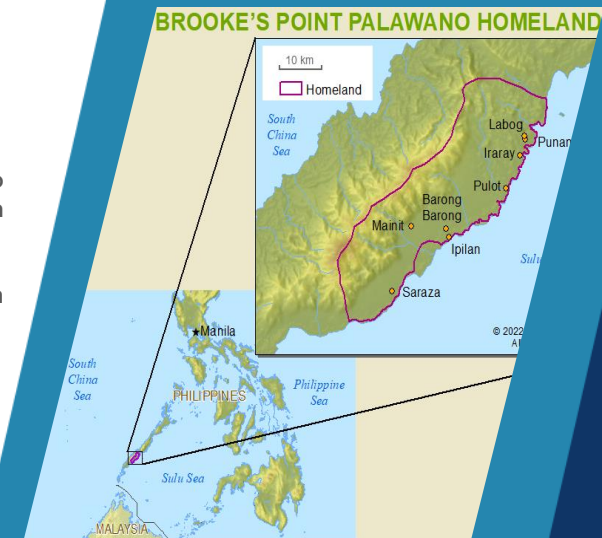 BROOKE'S POINT PALAWANO HOMELAND
10 km
Homeland
South
China
Sea
Labog
Punan
Iraray
Pulot
Barong
Barong
Mainit
Ipilan
Sulu
Saraza
© 2022
Manila
South
China
Sea
PHILIPPINES
Philippine
Sea
Sulu Sea
MALAYSIA